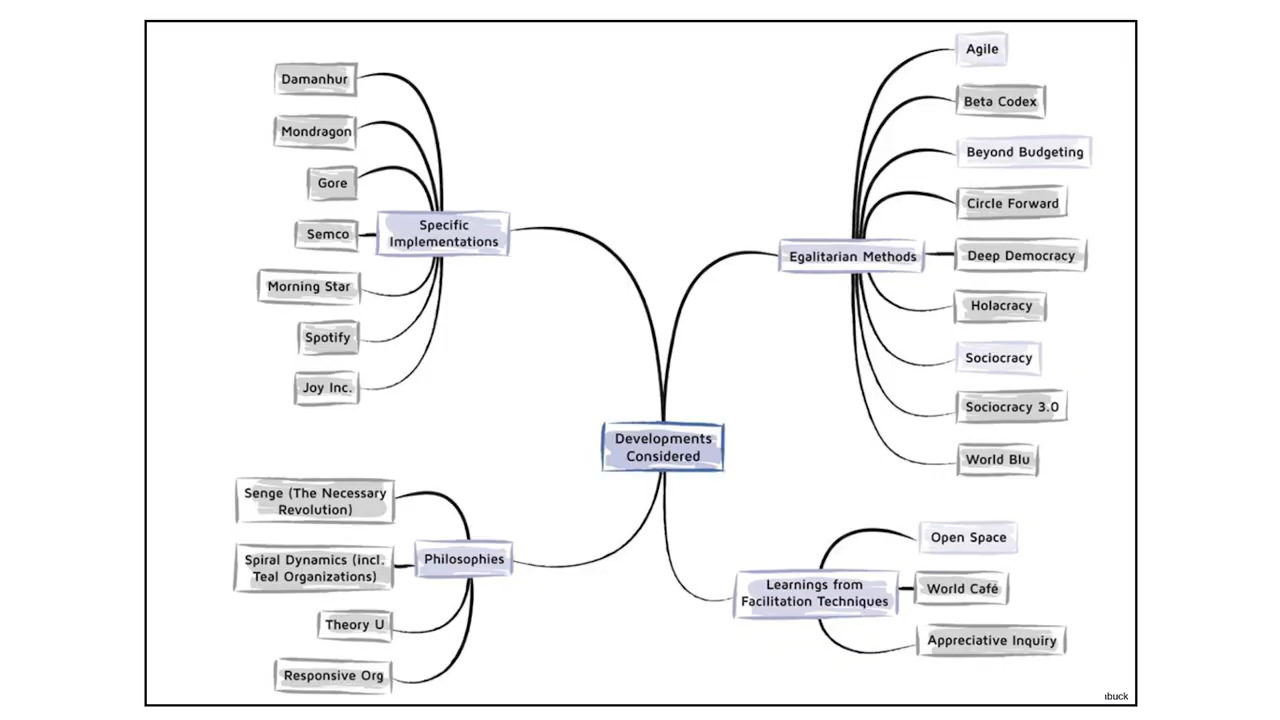 Damanhur
Mondragon
Gore
Semco
Morning Star
Spotify
Joy Inc.
Specific
Implementations
Agile
Beta Codex
Beyond Budgeting
Circle Forward
Deep Democracy
Holacracy
Sociocracy
Sociocracy 3.0
World Blu
Egalitarian Methods
Developments
Considered
Senge (The Necessary
Revolution)
Spiral Dynamics (incl.
Teal Organizations)
Theory U
Responsive Org
Philosophies
Learnings from
Facilitation Techniques
Open Space
World Café
Appreciative Inquiry